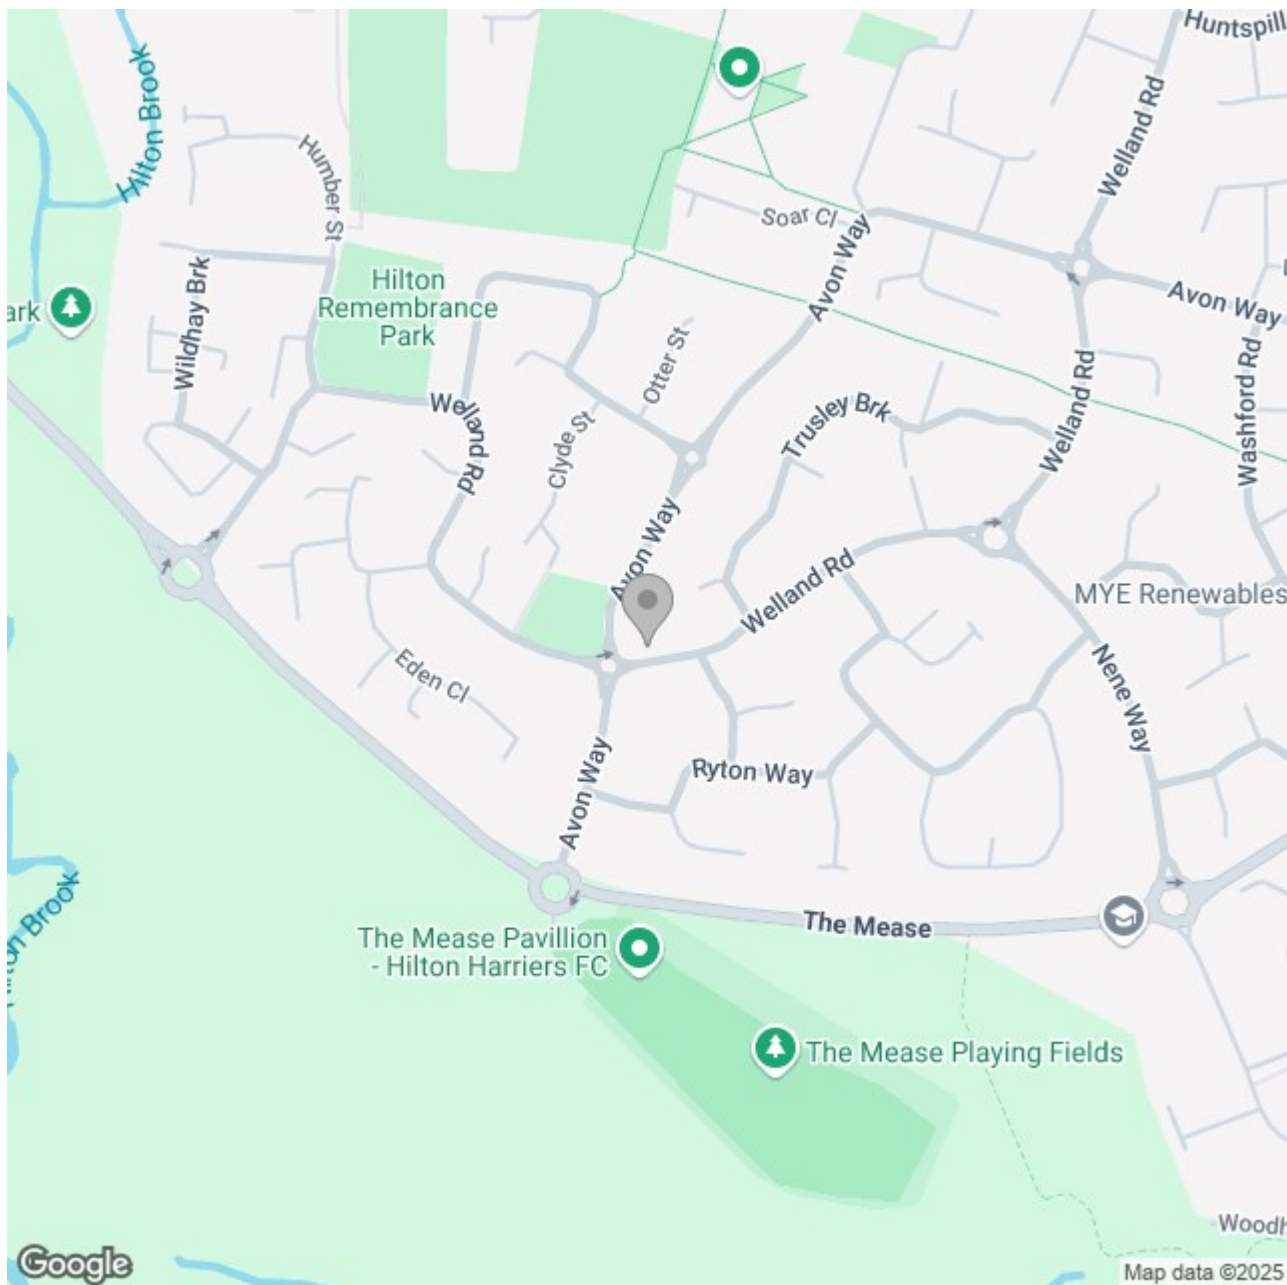 Huntspill
Hilton Brook
Welland Rd
Humber St
Soar Cl
Avon Way
Hilton
Remembrance
Park
ark
Wildhay Brk
Avon Way
Otter St
Welland Rd
Clyde St
Trusley Brk
Welland Rd
Washford Rd
Avon Way
Welland Rd
MYE Renewables
Eden Cl
Nene Way
Avon Way
Ryton Way
Hilton Brook
The Mease
The Mease Pavillion
- Hilton Harriers FC
The Mease Playing Fields
Woodh
Google
Map data ©2025